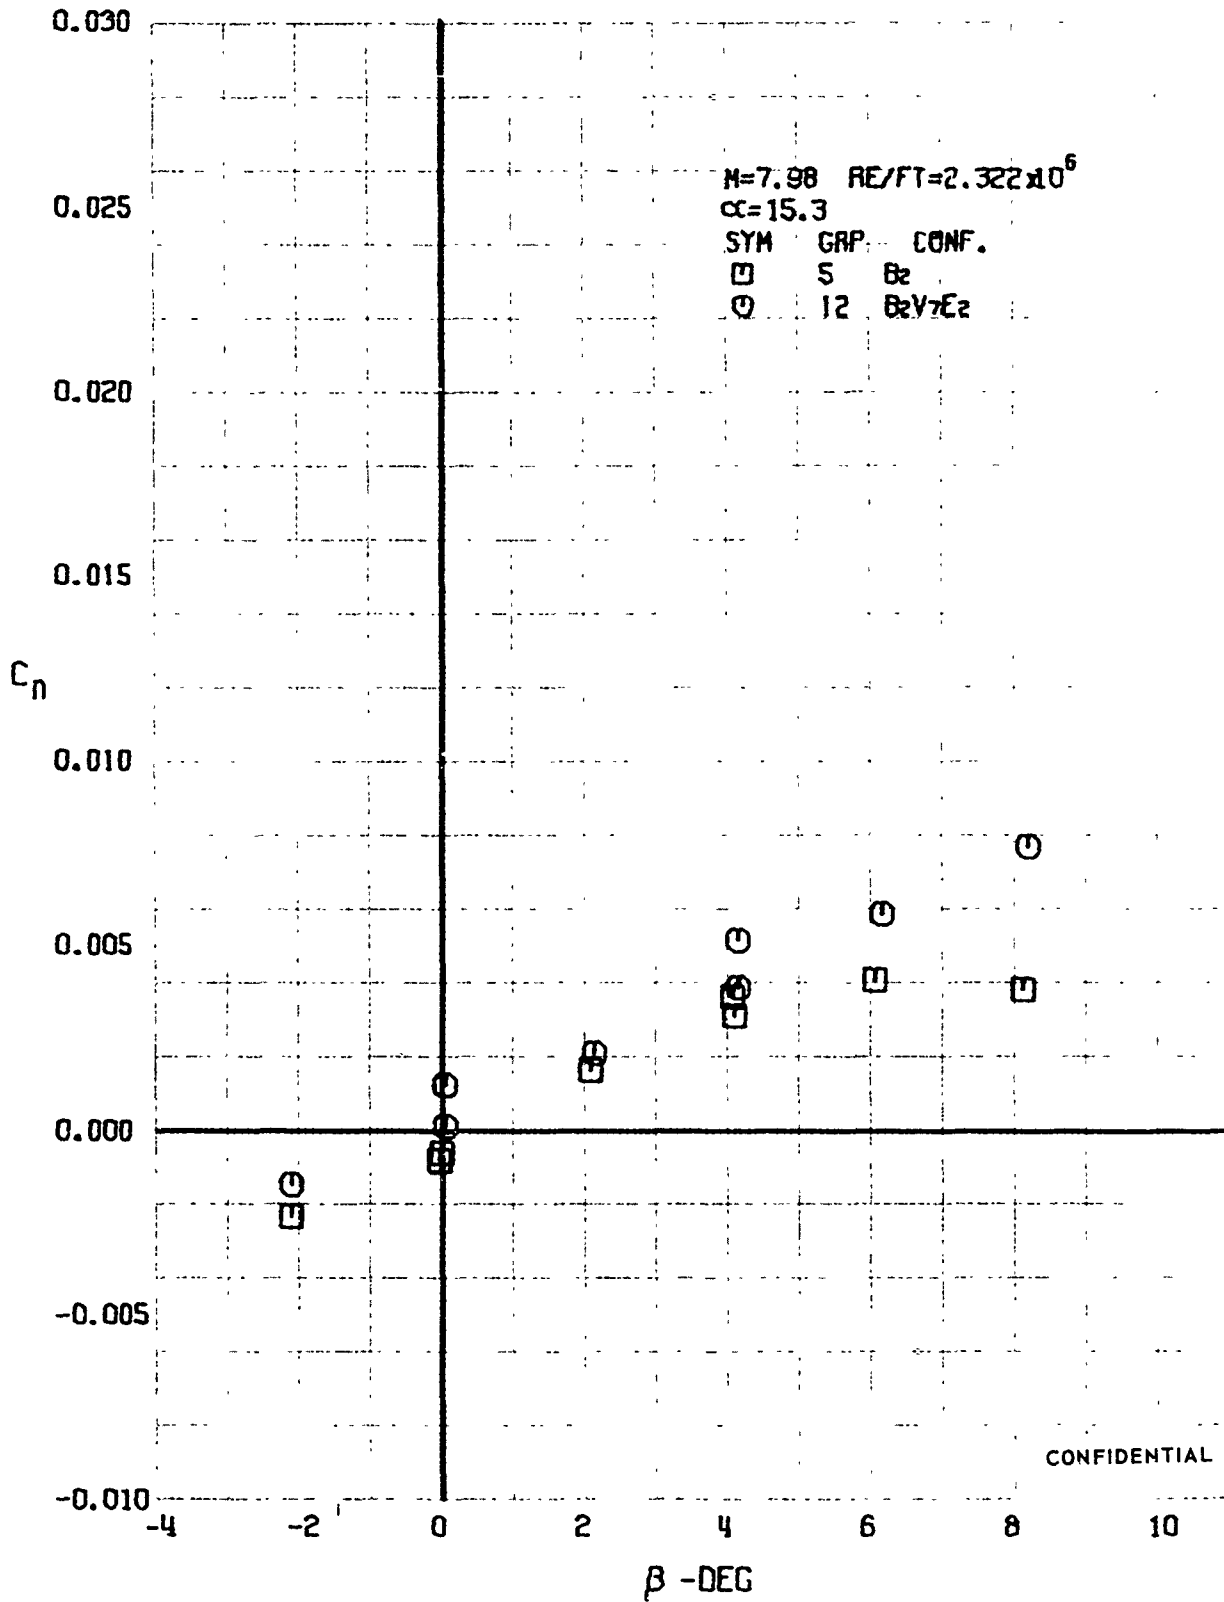 0.030
0.025
0.020
0.015
0.010
0.005
0.000
-0.005
-0.010
Cn
M=7.98 RE/FT=2.322x10⁶
α=15.3
SYM GRP CONF.
5 B₂
12 B₂V₇E₂
CONFIDENTIAL
-4 -2 0 2 4 6 8 10
β -DEG